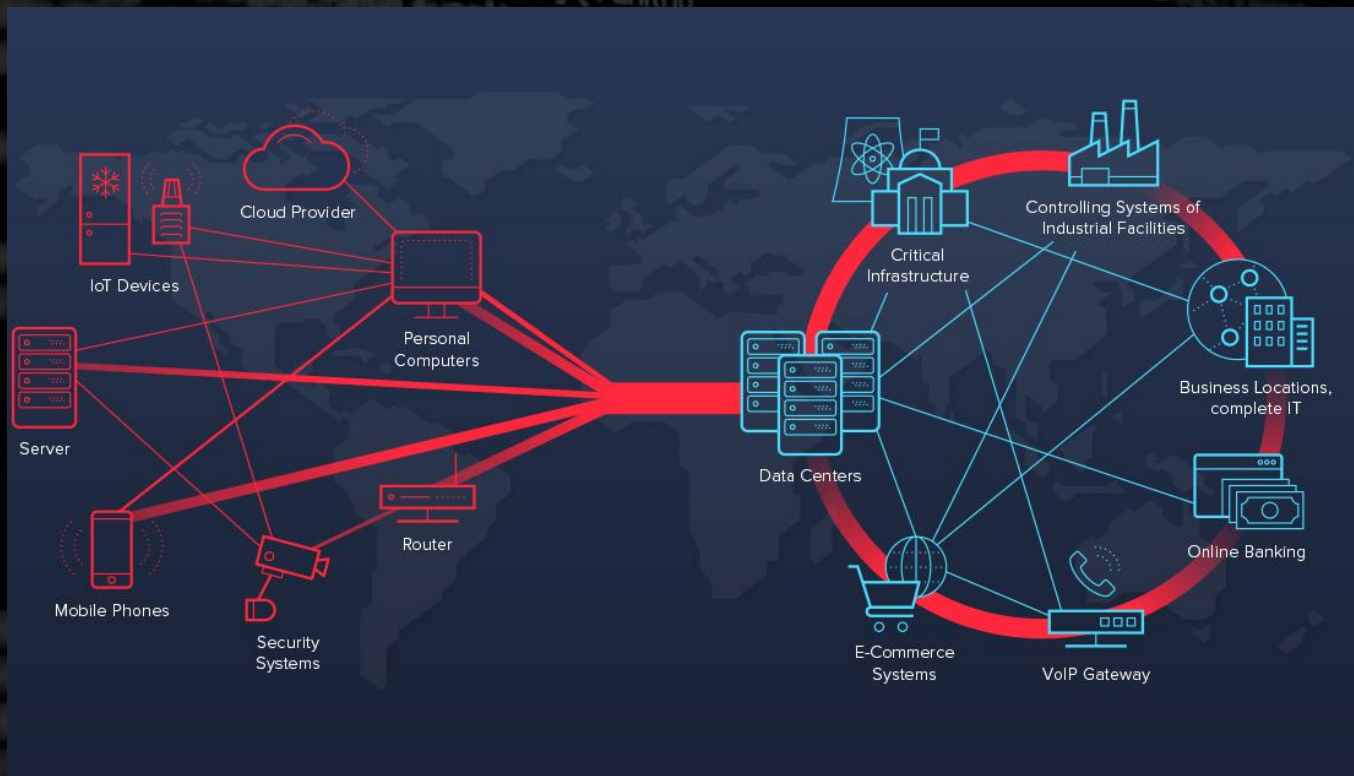 Cloud Provider
IoT Devices
Personal
Computers
Server
Router
Mobile Phones
Security
Systems
Critical
Infrastructure
Controlling Systems of
Industrial Facilities
Business Locations,
complete IT
Data Centers
Online Banking
E-Commerce
Systems
VoIP Gateway